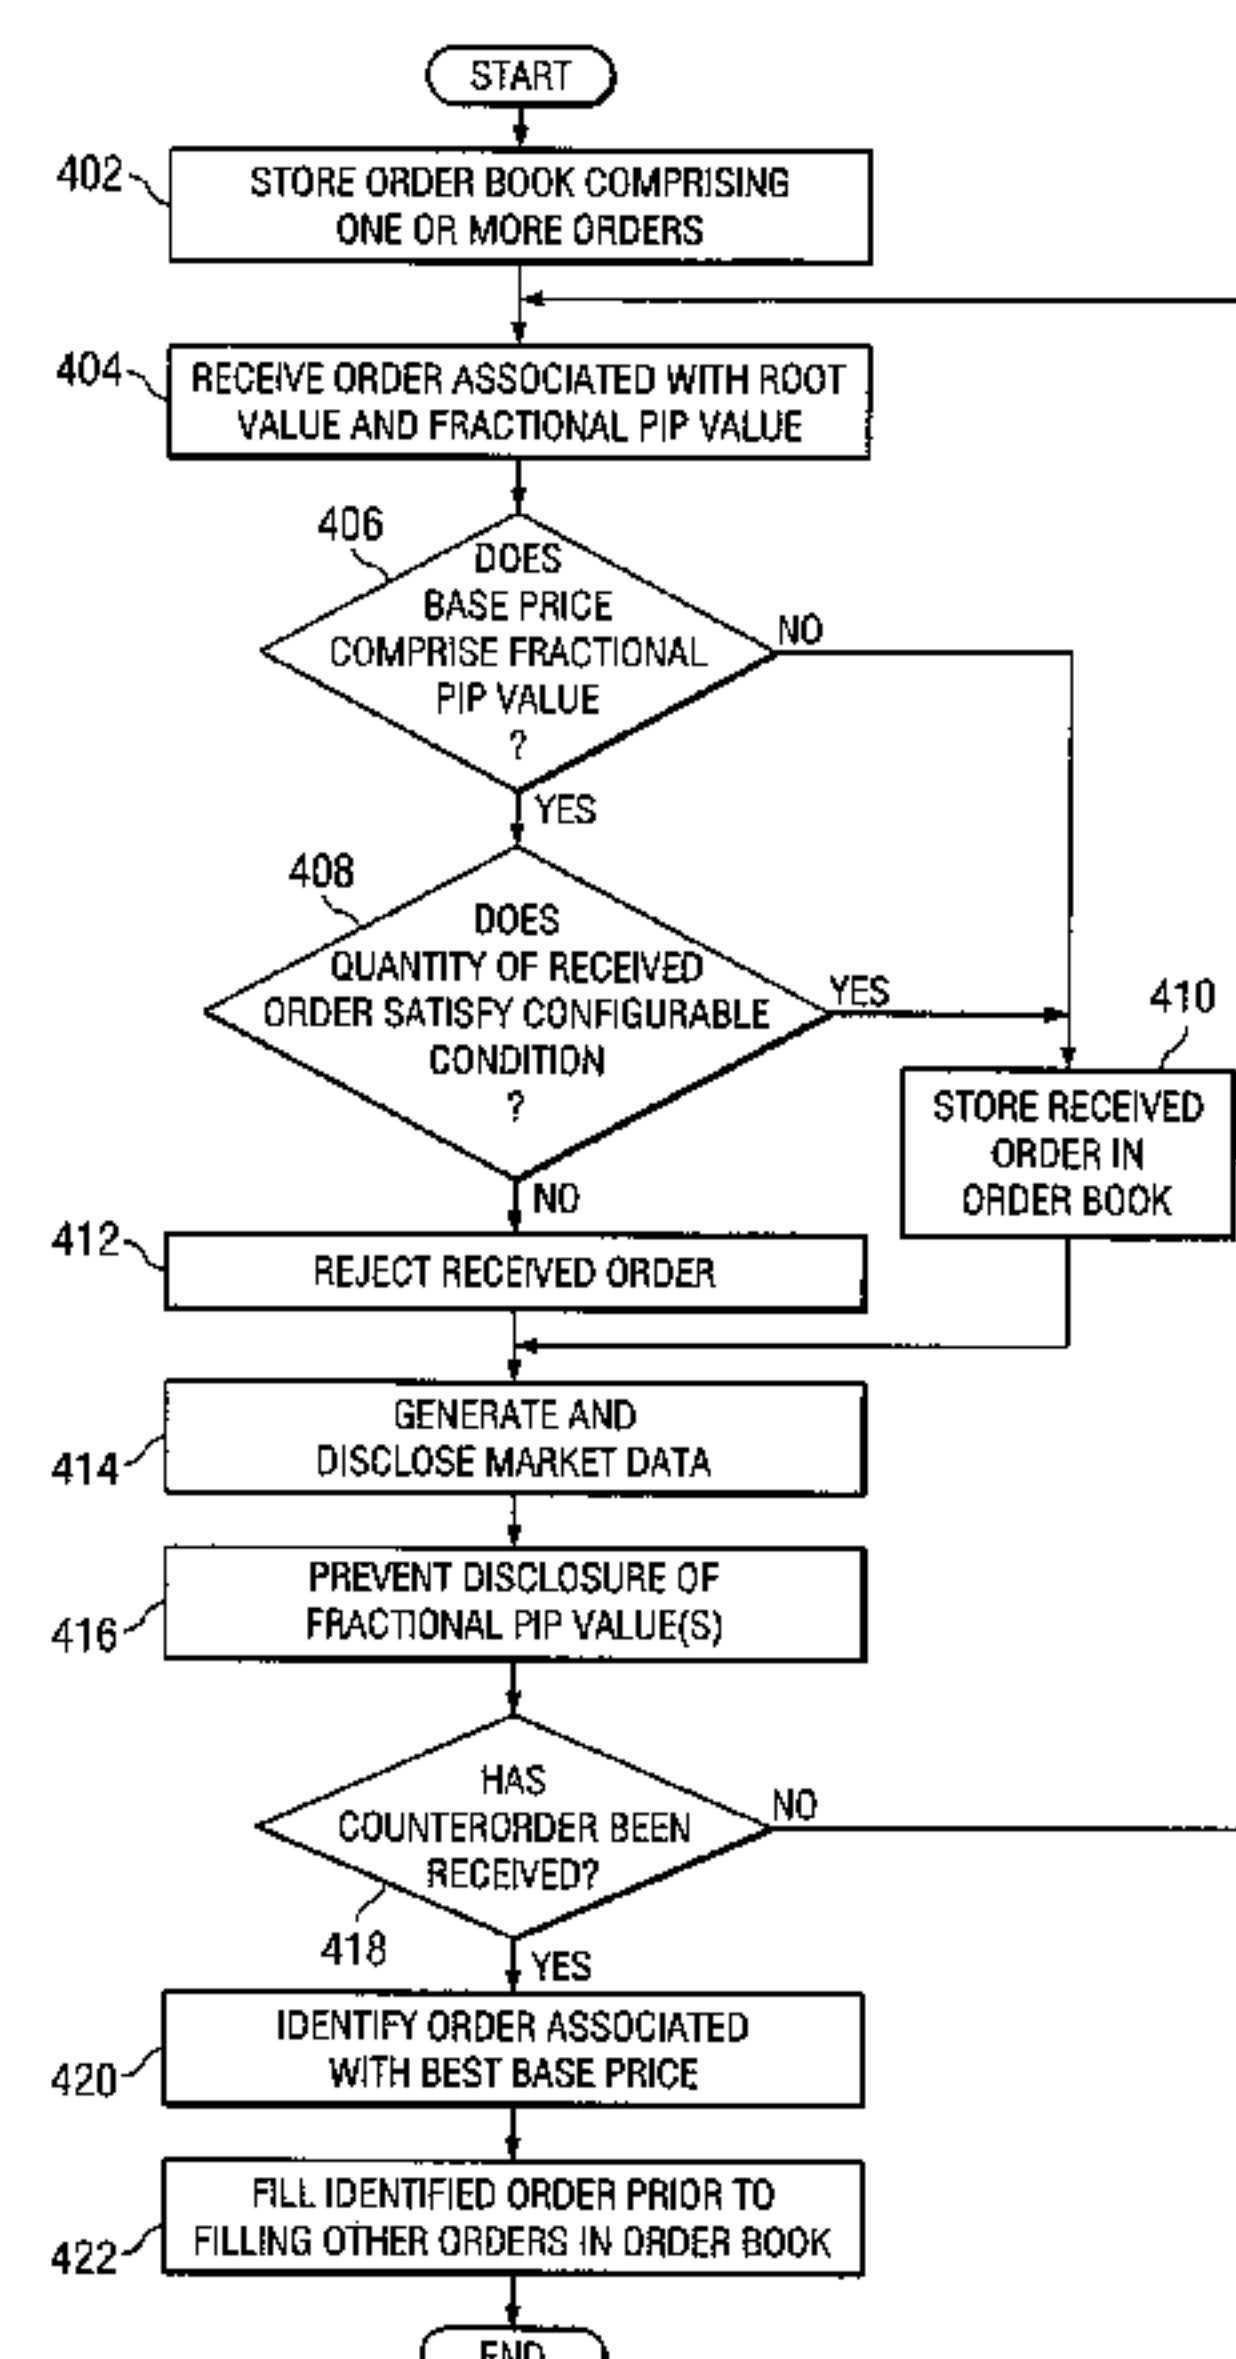 START
402
STORE ORDER BOOK COMPRISING
ONE OR MORE ORDERS
404
RECEIVE ORDER ASSOCIATED WITH ROOT
VALUE AND FRACTIONAL PIP VALUE
406
DOES
BASE PRICE
COMPRISE FRACTIONAL
PIP VALUE
?
NO
YES
408
DOES
QUANTITY OF RECEIVED
ORDER SATISFY CONFIGURABLE
CONDITION
?
YES
NO
410
STORE RECEIVED
ORDER IN
ORDER BOOK
412
REJECT RECEIVED ORDER
414
GENERATE AND
DISCLOSE MARKET DATA
416
PREVENT DISCLOSURE OF
FRACTIONAL PIP VALUE(S)
HAS
COUNTERORDER BEEN
RECEIVED?
NO
418
YES
420
IDENTIFY ORDER ASSOCIATED
WITH BEST BASE PRICE
422
FILL IDENTIFIED ORDER PRIOR TO
FILLING OTHER ORDERS IN ORDER BOOK
END